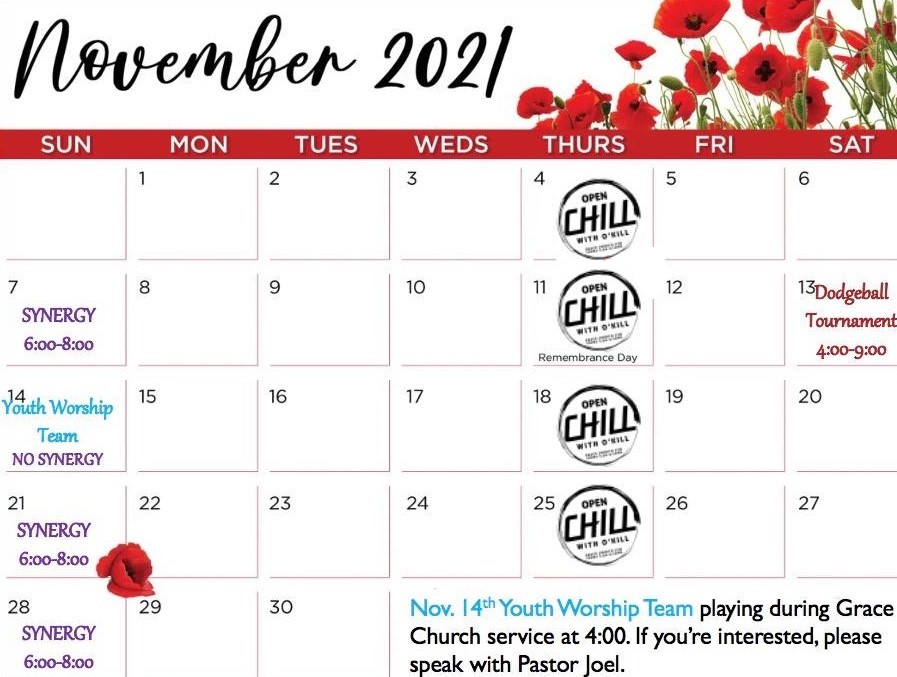 November 2021
SUN MON TUES WEDS THURS FRI SAT
1 2 3 4 5 6
OPEN
CHILL
WITH O'KILL
7 8 9 10 11 12 13
SYNERGY
6:00-8:00
OPEN
CHILL
WITH O'KILL
Remembrance Day
Dodgeball
Tournament
4:00-9:00
14 15 16 17 18 19 20
Youth Worship
Team
NO SYNERGY
OPEN
CHILL
WITH O'KILL
21 22 23 24 25 26 27
SYNERGY
6:00-8:00
OPEN
CHILL
WITH O'KILL
28 29 30
SYNERGY
6:00-8:00
Nov. 14th Youth Worship Team playing during Grace
Church service at 4:00. If you're interested, please
speak with Pastor Joel.